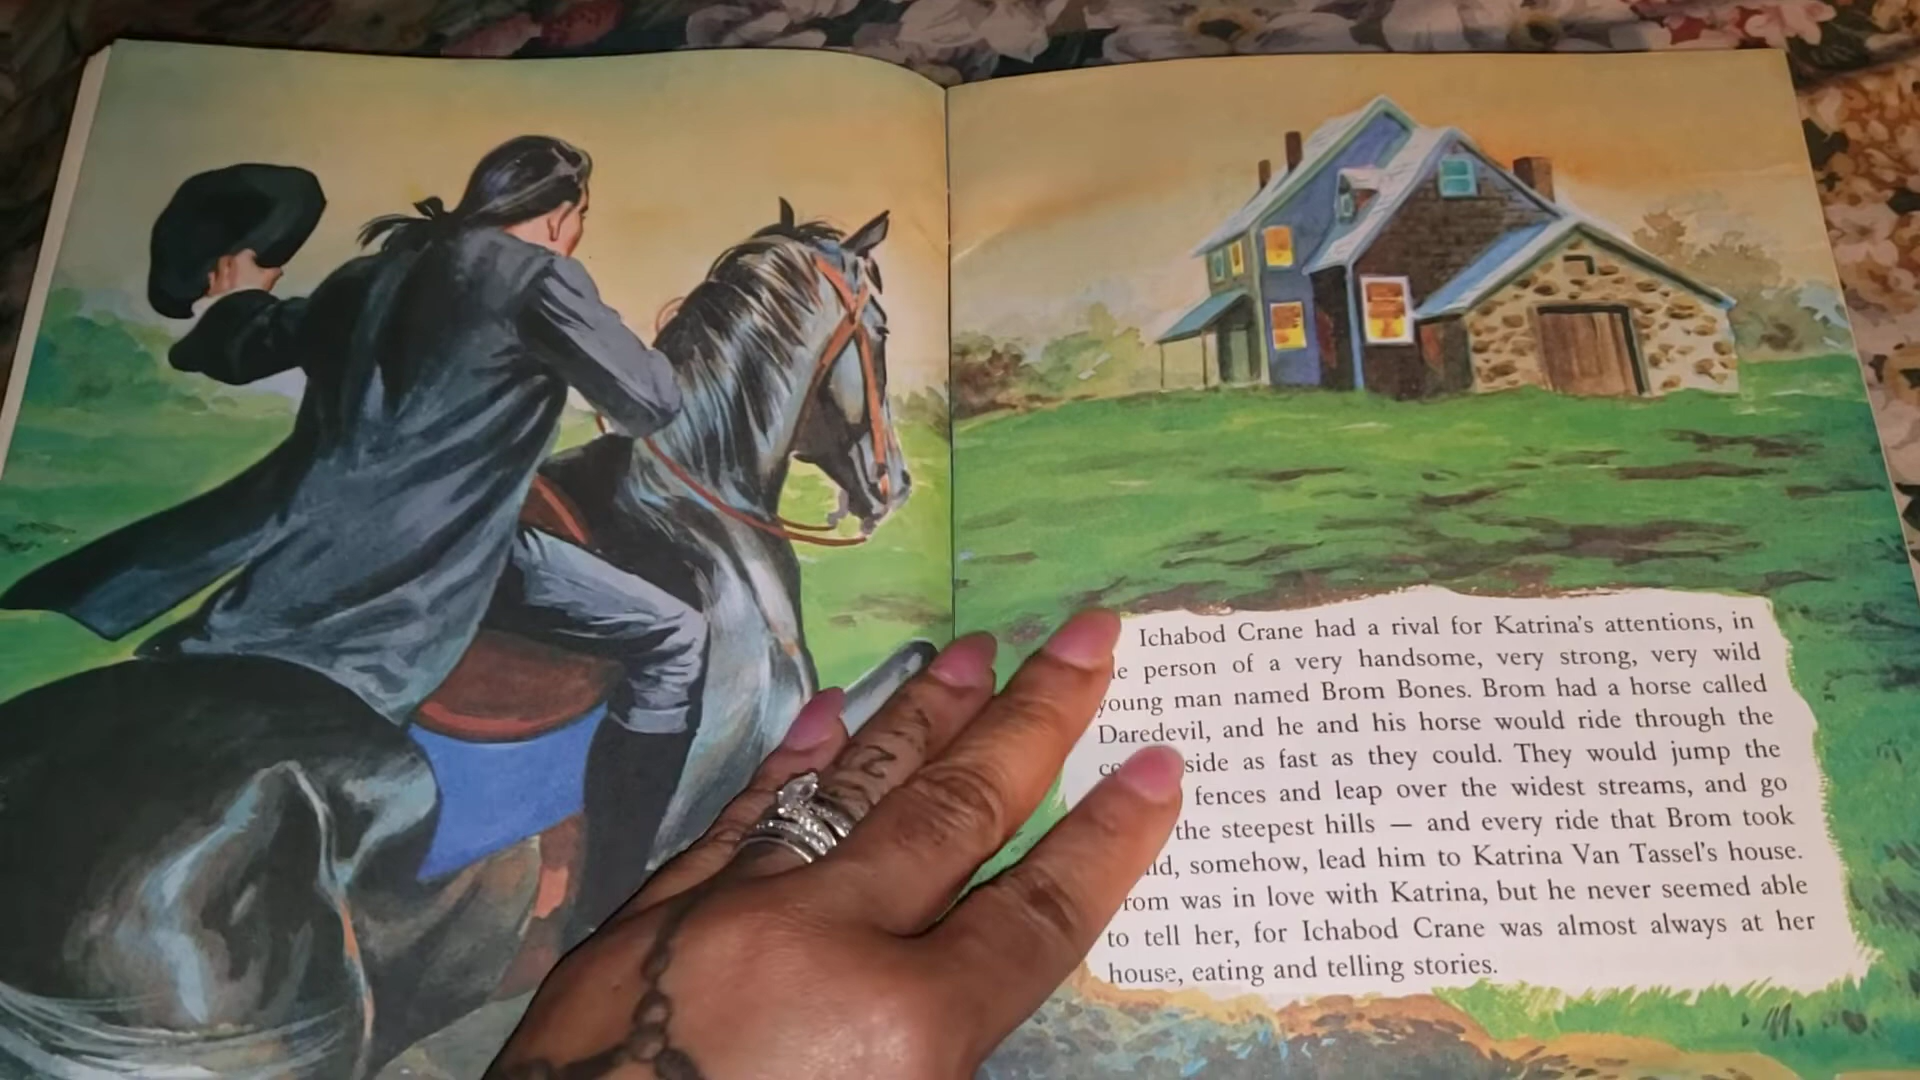 Ichabod Crane had a rival for Katrina's attentions, in
person of a very handsome, very strong, very wild
young man named Brom Bones. Brom had a horse called
Daredevil, and he and his horse would ride through the
side as fast as they could. They would jump the
fences and leap over the widest streams, and go
the steepest hills — and every ride that Brom took
somehow, lead him to Katrina Van Tassel's house.
Brom was in love with Katrina, but he never seemed able
to tell her, for Ichabod Crane was almost always at her
house, eating and telling stories.